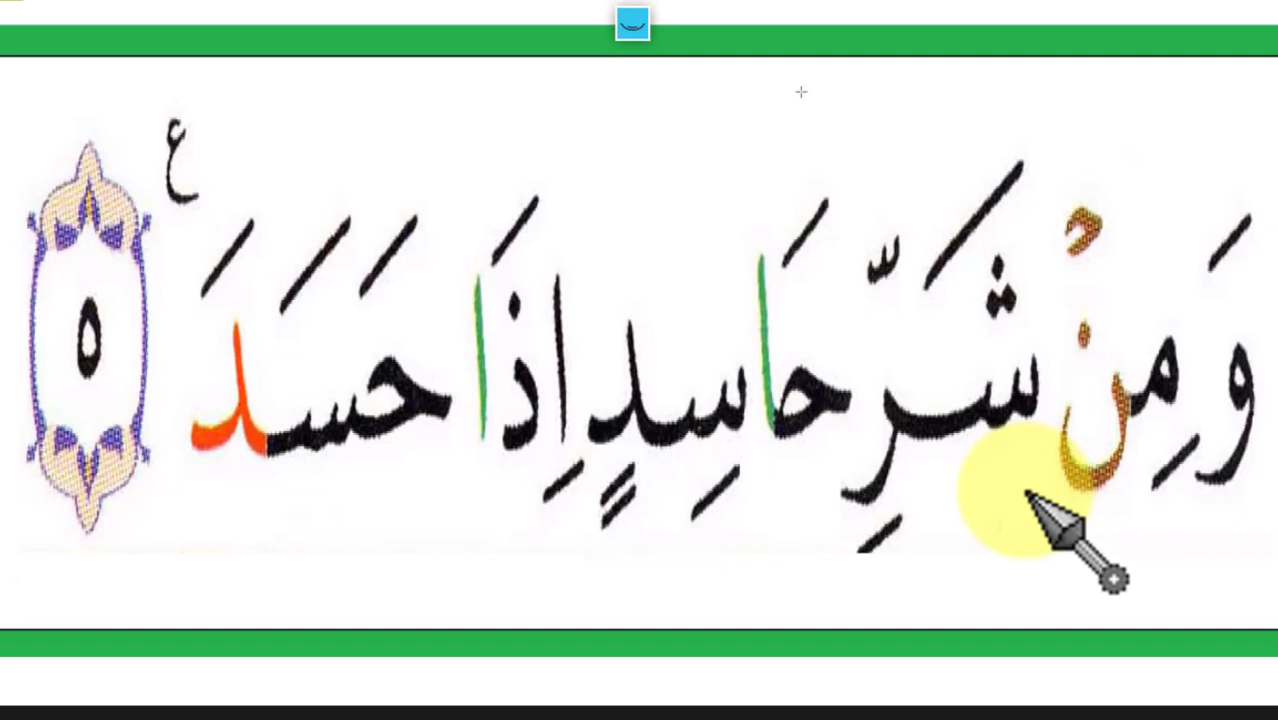 وَمِنْ شَرِّ حَاسِدٍ اِذَا حَسَدَ ع ٥